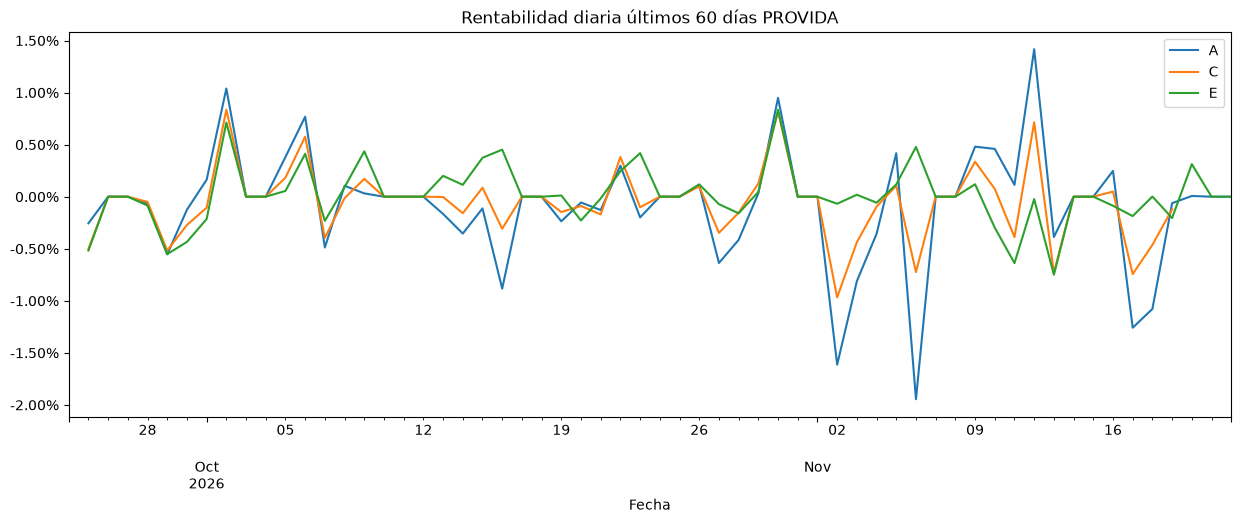 Rentabilidad diaria últimos 60 días PROVIDA
1.50%
1.00%
0.50%
0.00%
-0.50%
-1.00%
-1.50%
-2.00%
A
C
E
28 05 12 19 26 02 09 16
Oct Nov
2026
Fecha